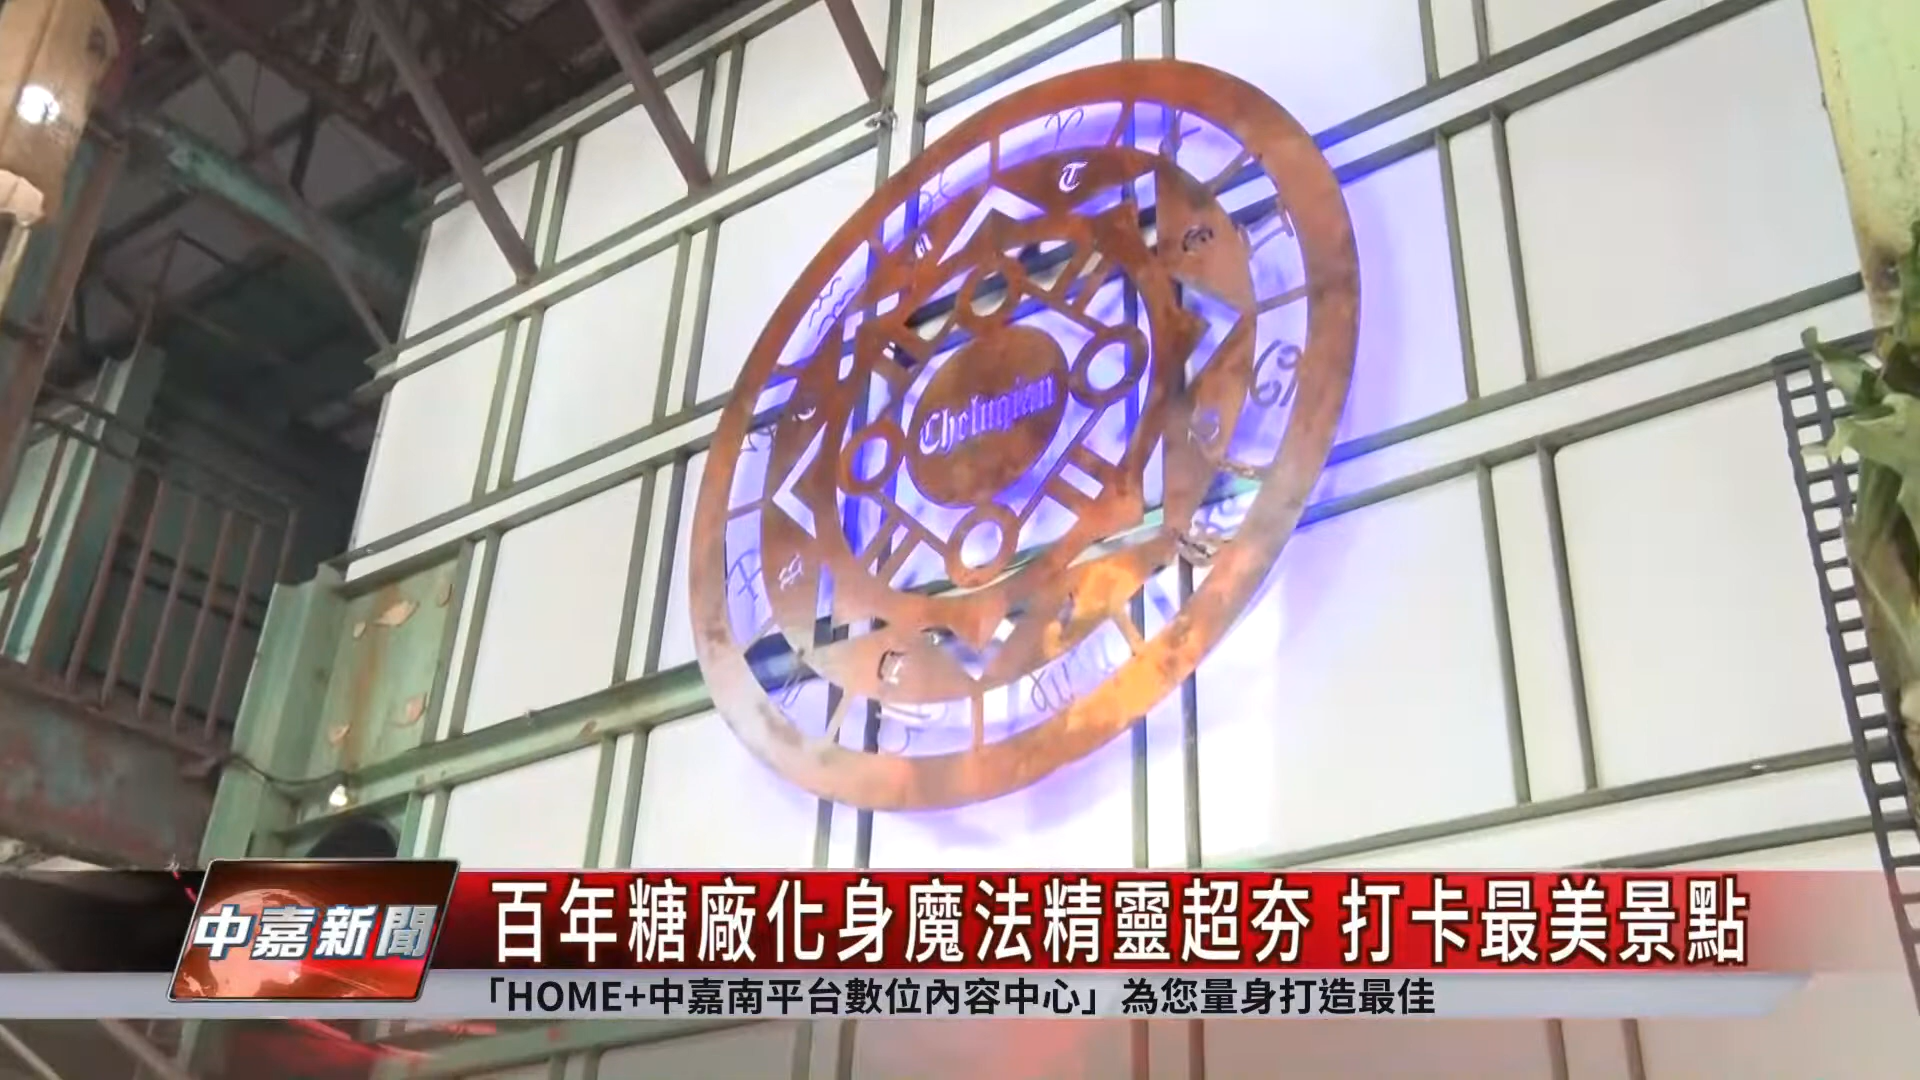 Chelugian
中嘉新聞
百年糖廠化身魔法精靈超夯 打卡最美景點
「HOME+中嘉南平台數位內容中心」為您量身打造最佳